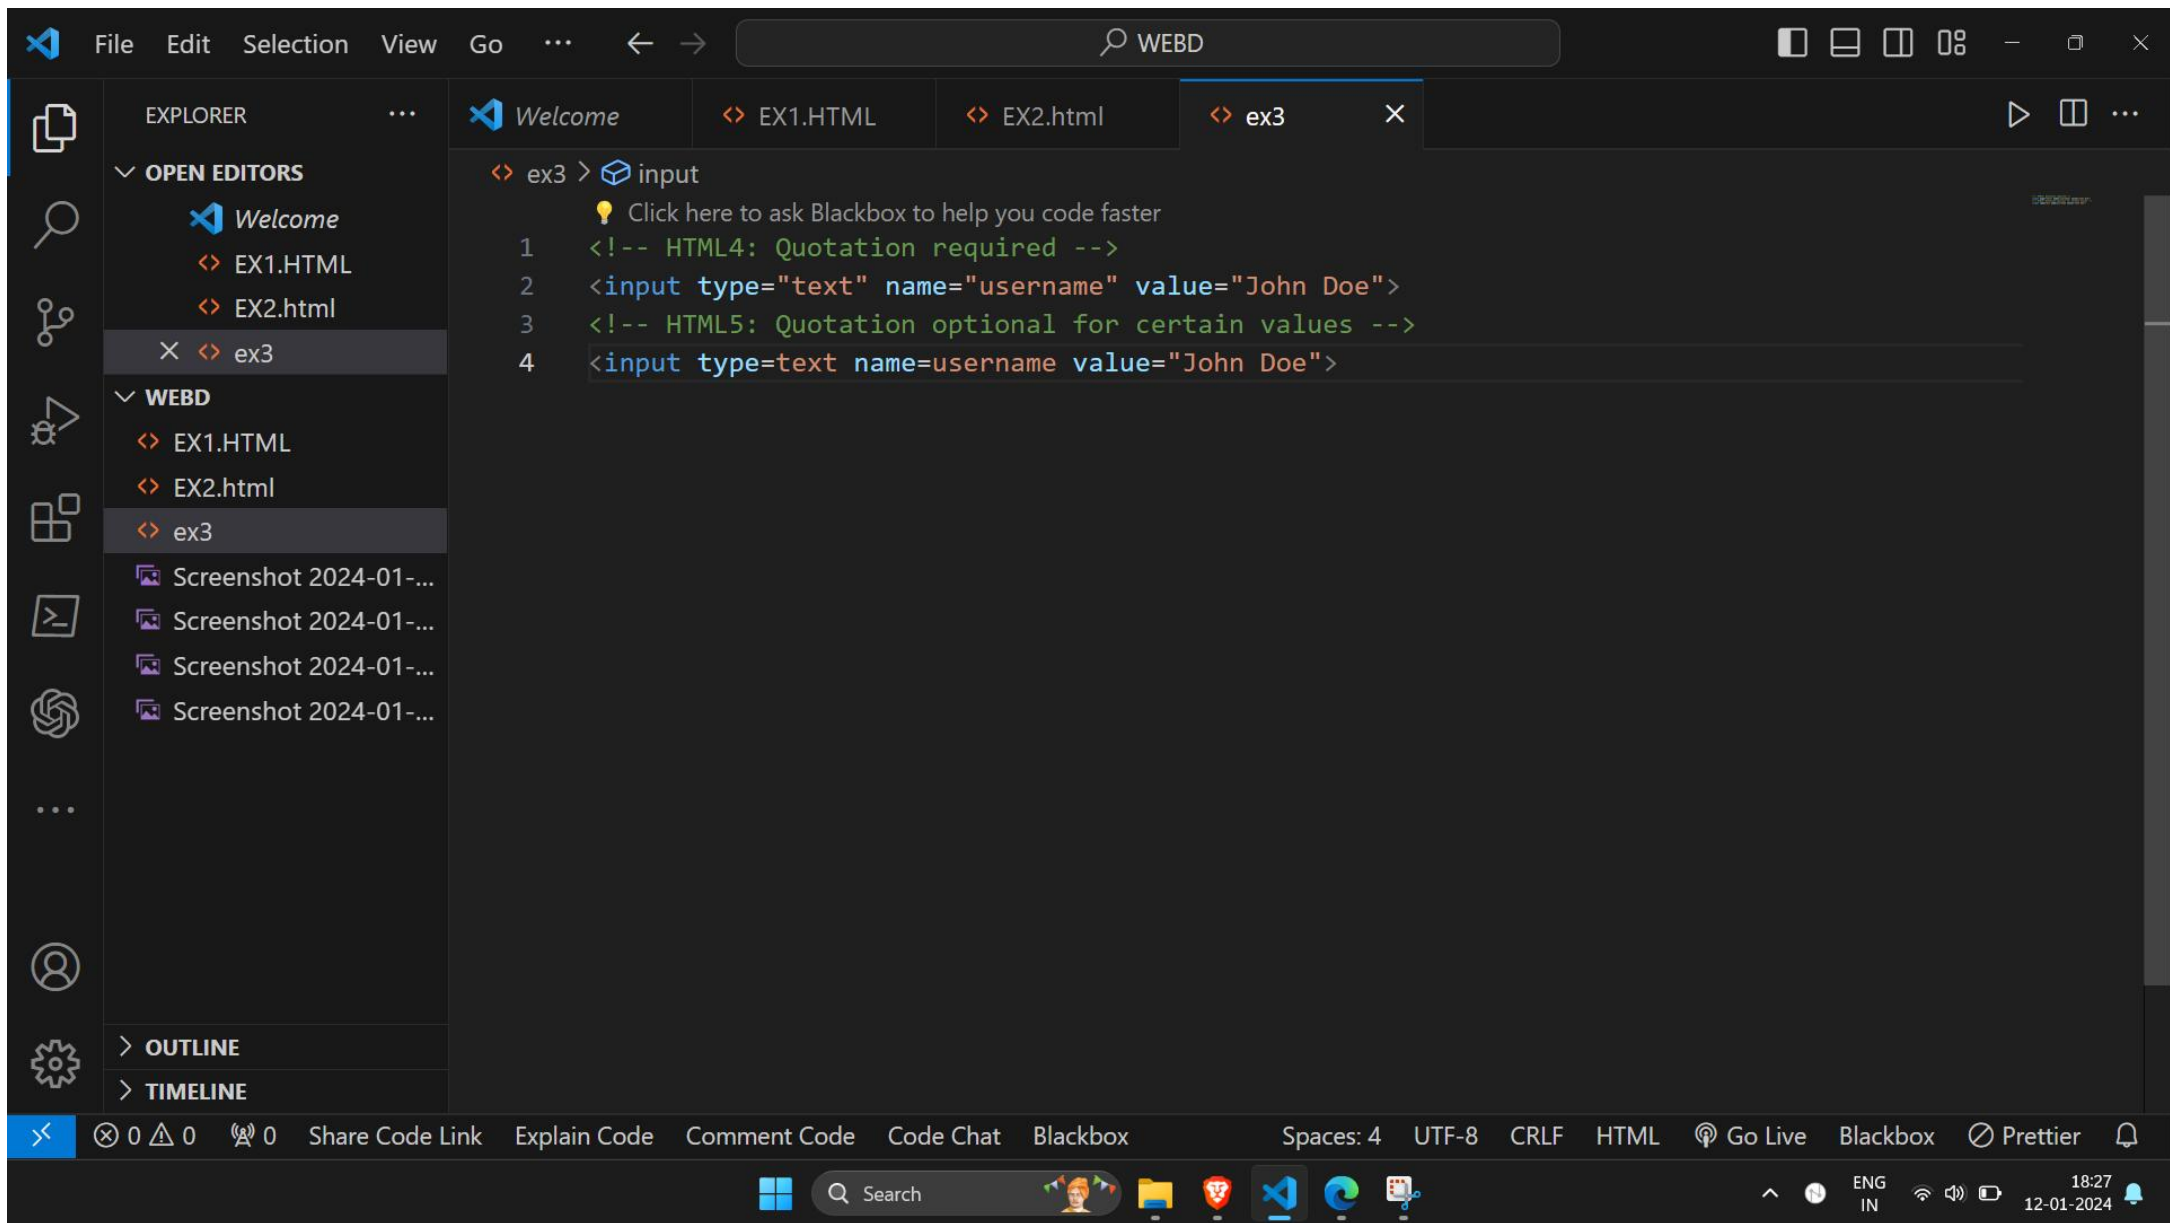 File Edit Selection View Go ··· WEBD
EXPLORER ···
OPEN EDITORS
Welcome
EX1.HTML
EX2.html
ex3
WEBD
EX1.HTML
EX2.html
ex3
Screenshot 2024-01-...
Screenshot 2024-01-...
Screenshot 2024-01-...
Screenshot 2024-01-...
OUTLINE
TIMELINE
Welcome EX1.HTML EX2.html ex3
ex3 > input
Click here to ask Blackbox to help you code faster
1 <!-- HTML4: Quotation required -->
2 <input type="text" name="username" value="John Doe">
3 <!-- HTML5: Quotation optional for certain values -->
4 <input type=text name=username value="John Doe">
0 0 0 Share Code Link Explain Code Comment Code Code Chat Blackbox Spaces: 4 UTF-8 CRLF HTML Go Live Blackbox Prettier
Search
ENG
IN
18:27
12-01-2024